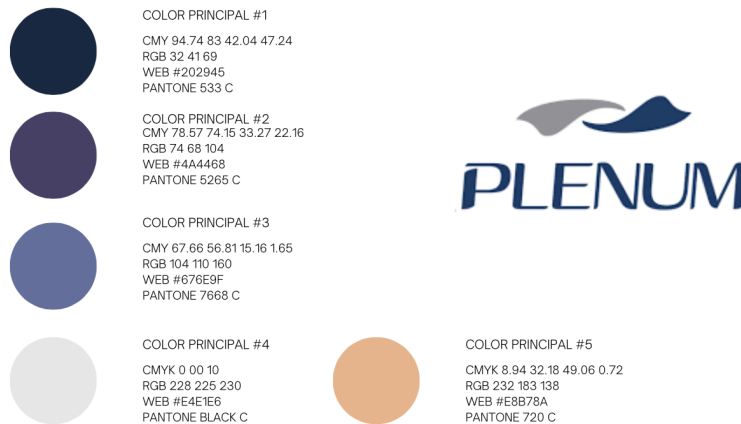 COLOR PRINCIPAL #1
CMY 94.74 83 42.04 47.24
RGB 32 41 69
WEB #202945
PANTONE 533 C
COLOR PRINCIPAL #2
CMY 78.57 74.15 33.27 22.16
RGB 74 68 104
WEB #4A4468
PANTONE 5265 C
PLENUM
COLOR PRINCIPAL #3
CMY 67.66 56.81 15.16 1.65
RGB 104 110 160
WEB #676E9F
PANTONE 7668 C
COLOR PRINCIPAL #4
CMYK 0 00 10
RGB 228 225 230
WEB #E4E1E6
PANTONE BLACK C
COLOR PRINCIPAL #5
CMYK 8.94 32.18 49.06 0.72
RGB 232 183 138
WEB #E8B78A
PANTONE 720 C